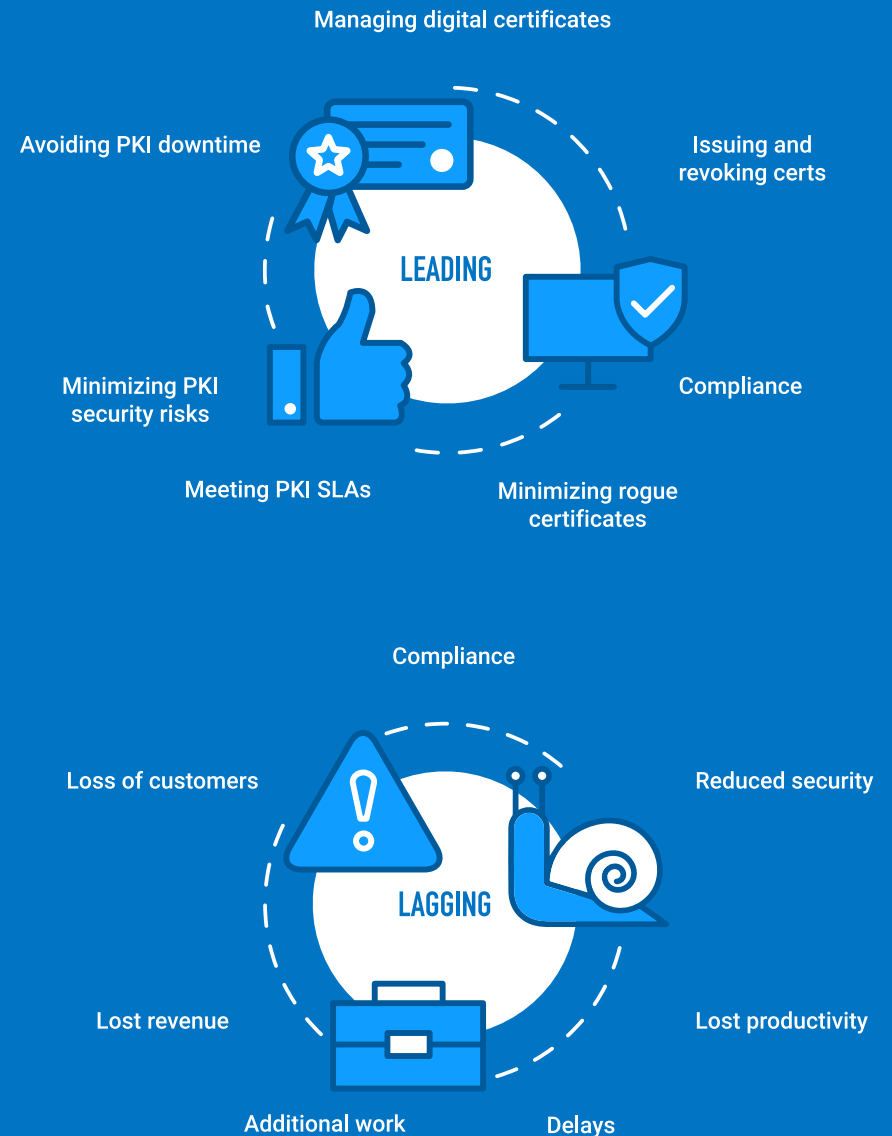 Managing digital certificates
Avoiding PKI downtime
Issuing and
revoking certs
LEADING
Minimizing PKI
security risks
Compliance
Meeting PKI SLAs
Minimizing rogue
certificates
Compliance
Loss of customers
Reduced security
LAGGING
Lost revenue
Lost productivity
Additional work
Delays